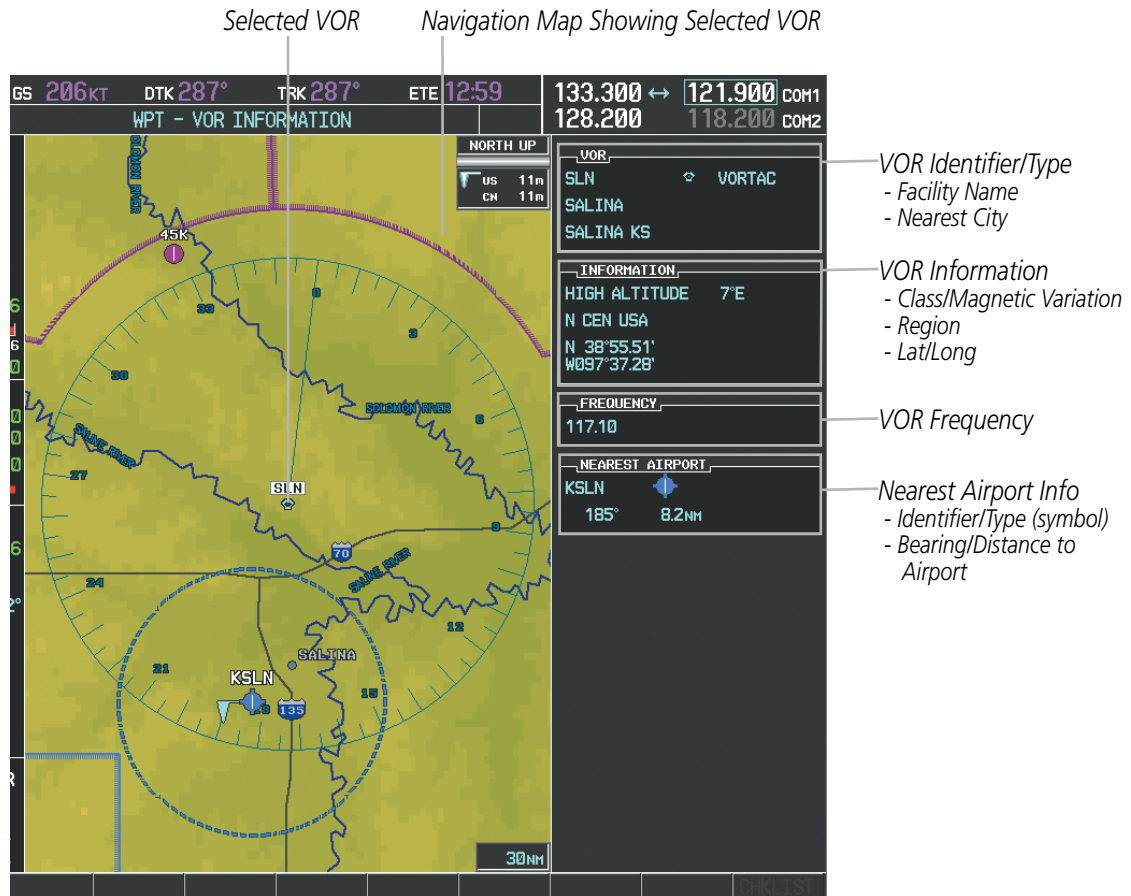 Selected VOR
Navigation Map Showing Selected VOR
GS 206KT DTK 287° TRK 287° ETE 12:59
133.300 ↔ 121.900 COM1
WPT - VOR INFORMATION
128.200 118.200 COM2
NORTH UP
US 11m
CN 11m
SOLOMON RIVER
45K
0
33
3
30
6
SOLOMON RIVER
SALINE RIVER
27
SLN
9
70
SALINE RIVER
24
12
SALINA
21
KSLN
15
18
135
30NM
VOR
SLN VORTAC
SALINA
SALINA KS
INFORMATION
HIGH ALTITUDE 7°E
N CEN USA
N 38°55.51'
W097°37.28'
FREQUENCY
117.10
NEAREST AIRPORT
KSLN
185° 8.2NM
CHKLIST
VOR Identifier/Type
- Facility Name
- Nearest City
VOR Information
- Class/Magnetic Variation
- Region
- Lat/Long
VOR Frequency
Nearest Airport Info
- Identifier/Type (symbol)
- Bearing/Distance to
Airport